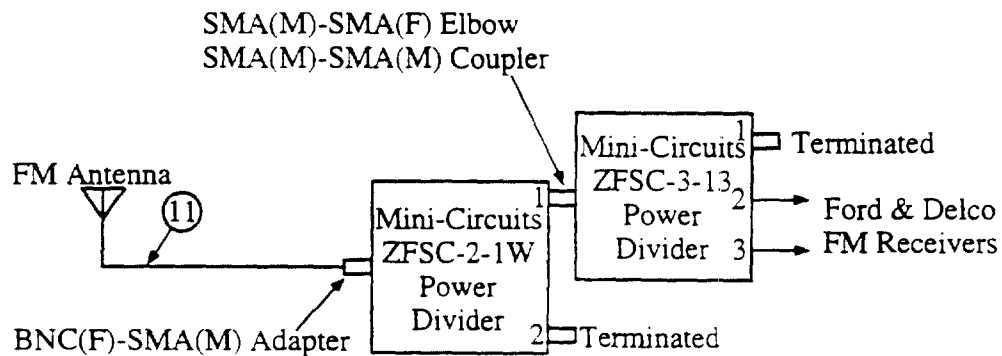 SMA(M)-SMA(F) Elbow
SMA(M)-SMA(M) Coupler
FM Antenna
11
BNC(F)-SMA(M) Adapter
Mini-Circuits
ZFSC-2-1W
Power
Divider
1
2
Terminated
Mini-Circuits
ZFSC-3-13
Power
Divider
1
2
3
Terminated
Ford & Delco
FM Receivers